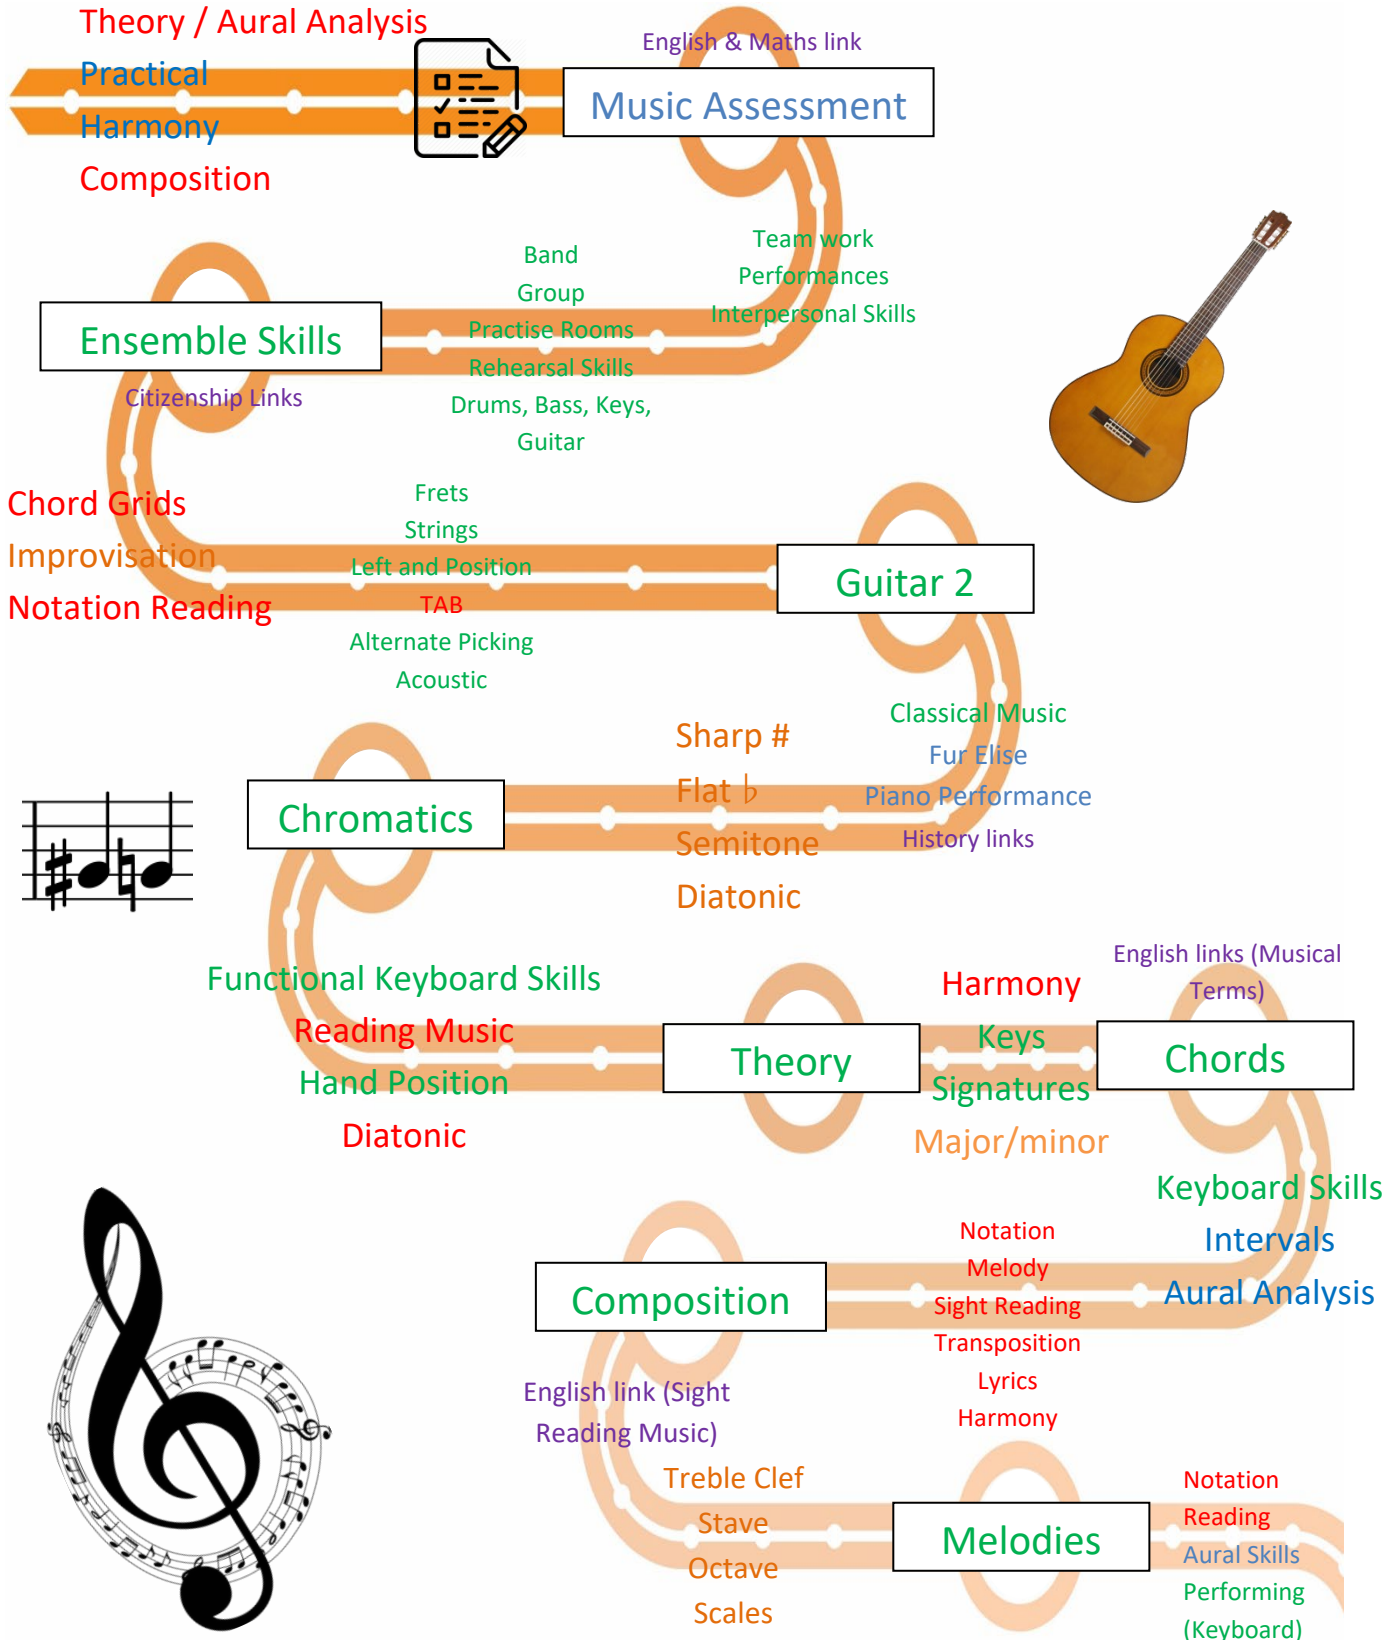 Theory / Aural Analysis
Practical
Harmony
Composition
English & Maths link
Music Assessment
Team work
Performances
Interpersonal Skills
Band
Group
Practise Rooms
Rehearsal Skills
Drums, Bass, Keys,
Guitar
Ensemble Skills
Citizenship Links
Chord Grids
Improvisation
Notation Reading
Frets
Strings
Left and Position
TAB
Alternate Picking
Acoustic
Guitar 2
Classical Music
Fur Elise
Piano Performance
History links
Sharp #
Flat ♭
Semitone
Diatonic
Chromatics
Functional Keyboard Skills
Reading Music
Hand Position
Diatonic
Theory
Harmony
Keys
Signatures
Major/minor
English links (Musical
Terms)
Chords
Keyboard Skills
Intervals
Aural Analysis
Notation
Melody
Sight Reading
Transposition
Lyrics
Harmony
Composition
English link (Sight
Reading Music)
Treble Clef
Stave
Octave
Scales
Melodies
Notation
Reading
Aural Skills
Performing
(Keyboard)